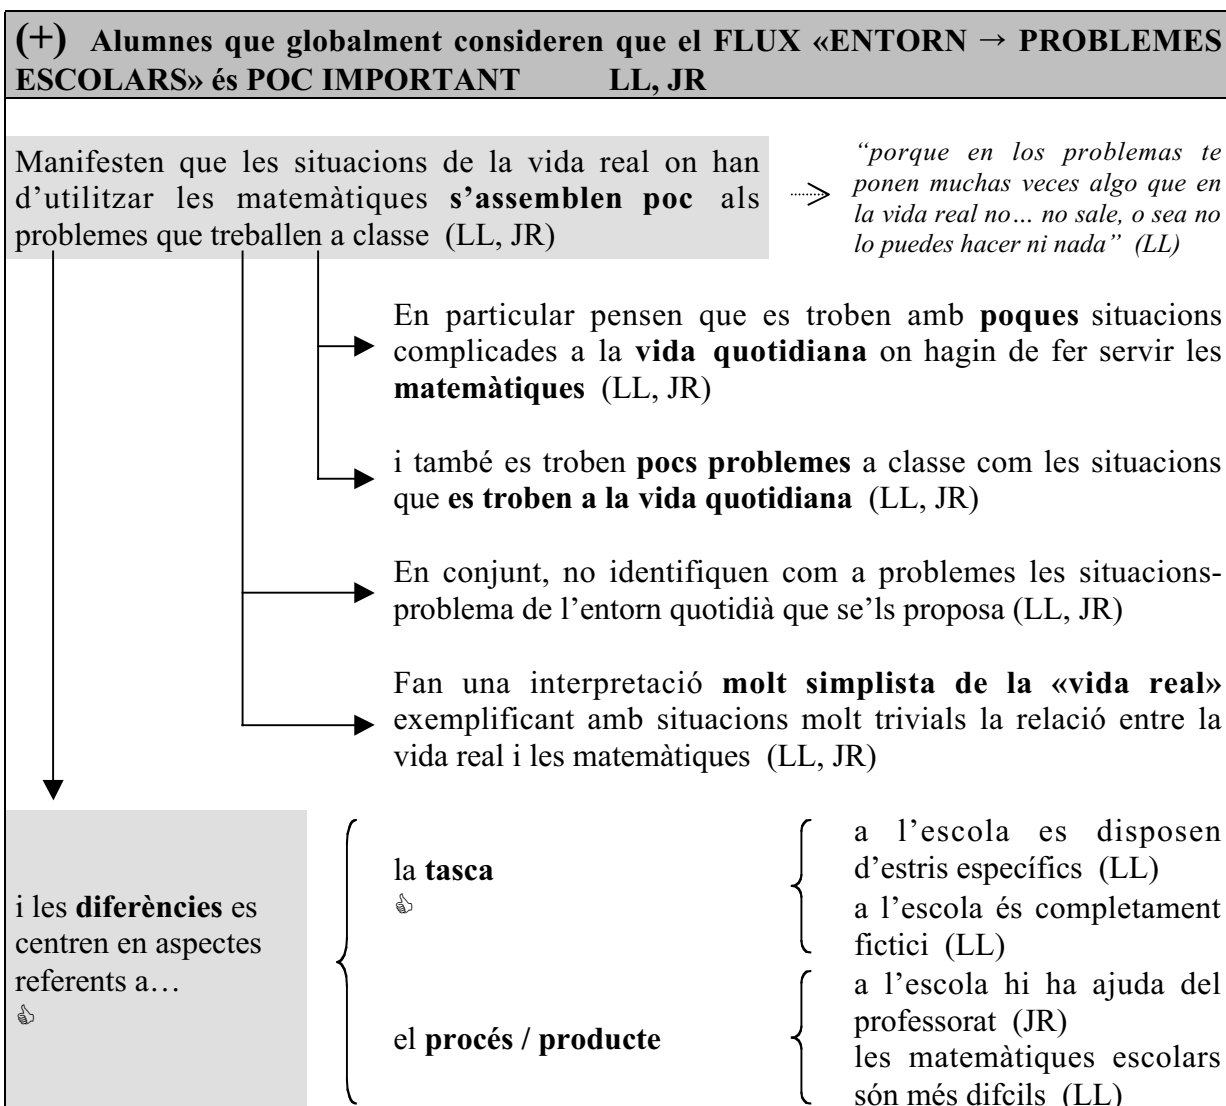 (+) Alumnes que globalment consideren que el FLUX «ENTORN → PROBLEMES
ESCOLARS» és POC IMPORTANT LL, JR
Manifesten que les situacions de la vida real on han
d’utilitzar les matemàtiques s’assemblen poc als
problemes que treballen a classe (LL, JR)
“porque en los problemas te
ponen muchas veces algo que en
la vida real no… no sale, o sea no
lo puedes hacer ni nada” (LL)
En particular pensen que es troben amb poques situacions
complicades a la vida quotidiana on hagin de fer servir les
matemàtiques (LL, JR)
i també es troben pocs problemes a classe com les situacions
que es troben a la vida quotidiana (LL, JR)
En conjunt, no identifiquen com a problemes les situacions-
problema de l’entorn quotidià que se’ls proposa (LL, JR)
Fan una interpretació molt simplista de la «vida real»
exemplificant amb situacions molt trivials la relació entre la
vida real i les matemàtiques (LL, JR)
i les diferències es
centren en aspectes
referents a…
la tasca
a l’escola es disposen
d’estris específics (LL)
a l’escola és completament
fictici (LL)
el procés / producte
a l’escola hi ha ajuda del
professorat (JR)
les matemàtiques escolars
són més difcils (LL)